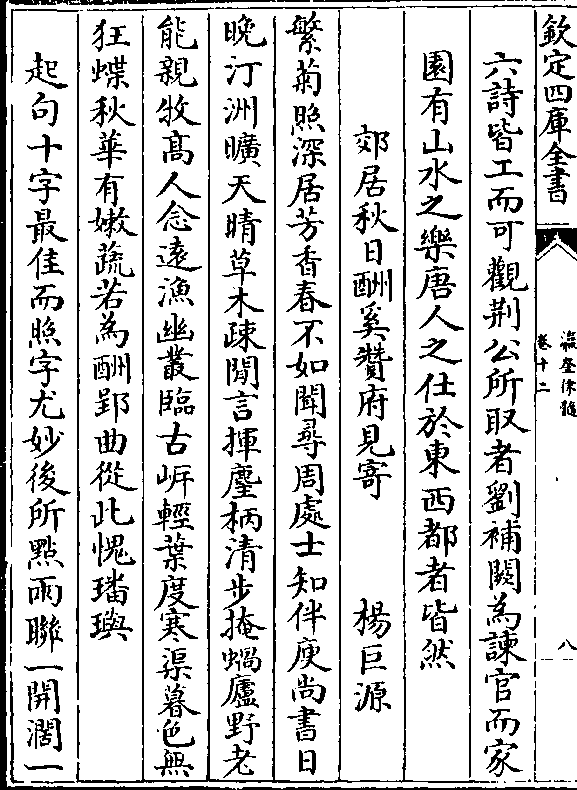 欽定四庫全書
瀛奎律髓
卷十二
八
六詩皆工而可觀荆公所取者劉補闕為諫官而家
園有山水之樂唐人之仕於東西都者皆然
郊居秋日酬奚贊府見寄　楊巨源
繁菊照深居芳香春不如聞尋周處士知伴庾尚書日
晚汀洲曠天晴草木疎閒言揮麈柄清步掩蝸廬野老
能親牧高人念遠漁幽叢臨古岸輕葉度寒渠暮色無
狂蝶秋華有嫩蔬若為酬郢曲從此愧璠璵
起句十字最佳而照字尤妙後所點兩聯一開濶一